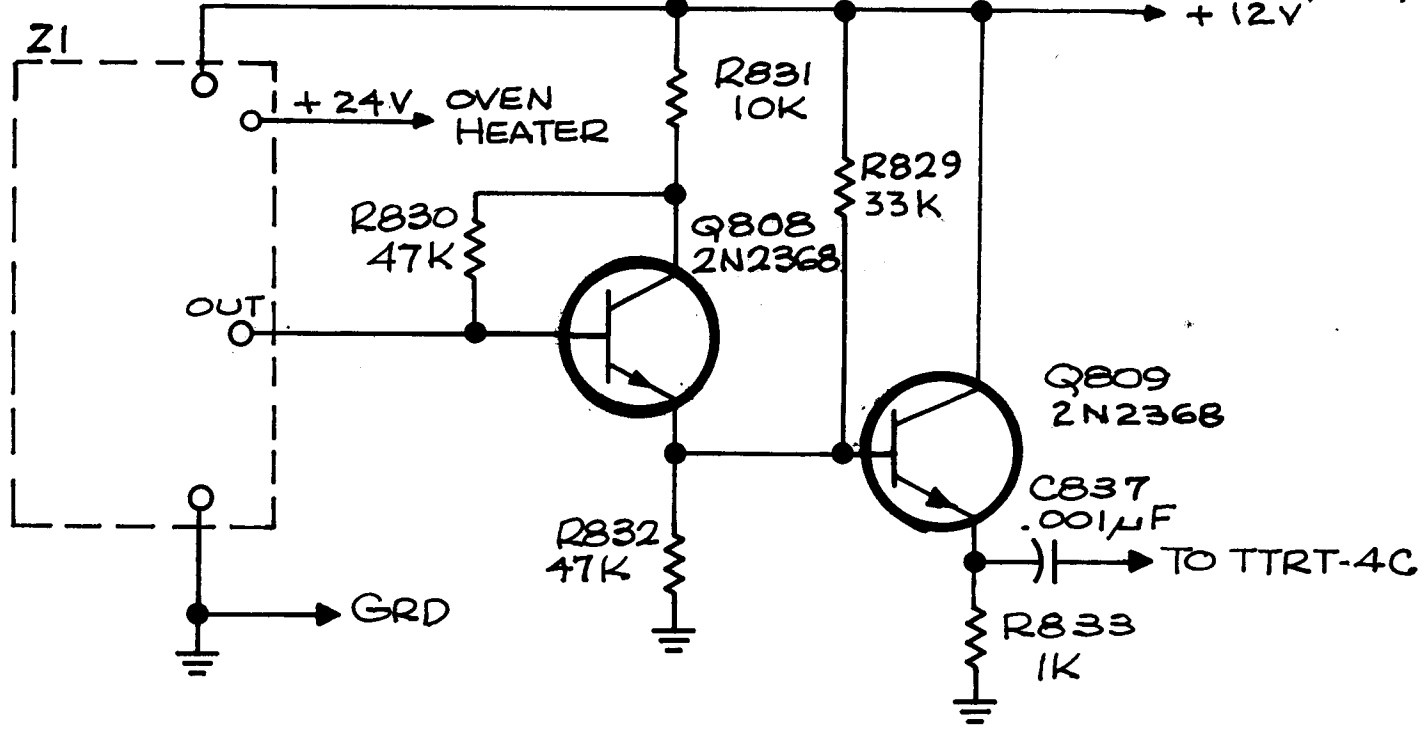 + 12V
Z1
+ 24V
OVEN
HEATER
R831
10K
R829
33K
R830
47K
Q808
2N2368
OUT
Q809
2N2368
C837
.001µF
TO TTRT-4C
R832
47K
GRD
R833
1K